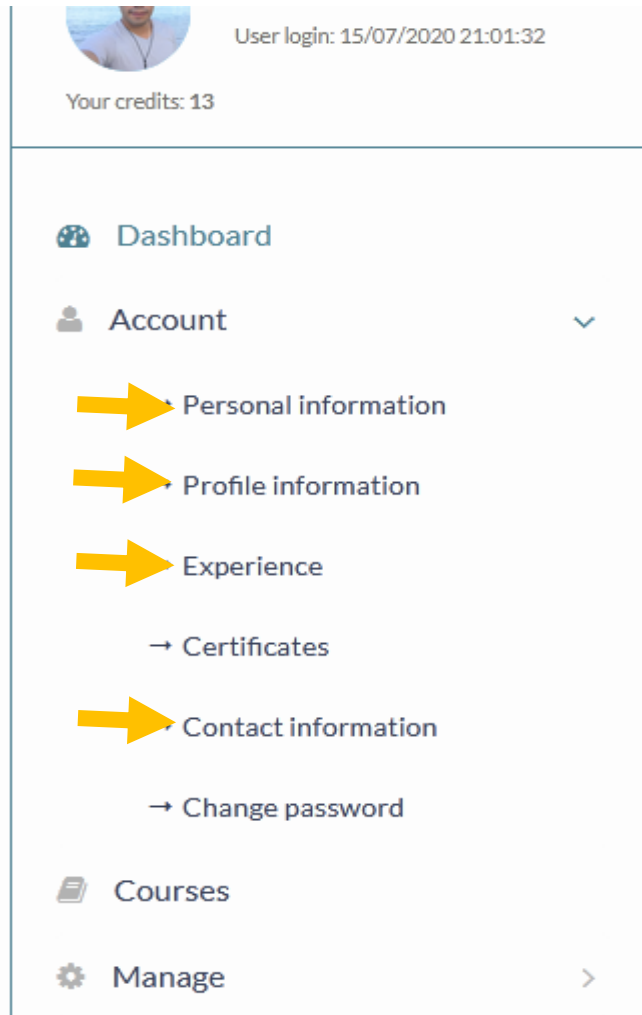 User login: 15/07/2020 21:01:32
Your credits: 13
Dashboard
Account
Personal information
Profile information
Experience
→ Certificates
Contact information
→ Change password
Courses
Manage